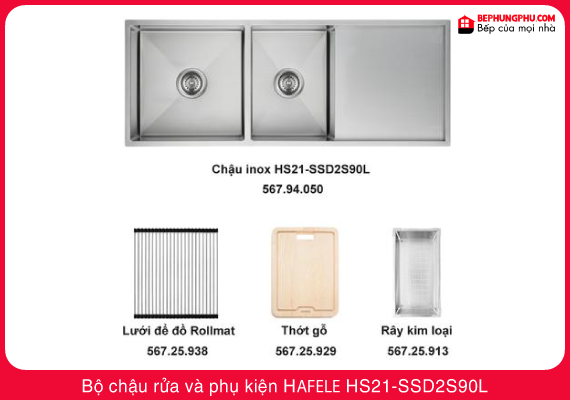 BEPHUNGPHU.COM
Bếp của mọi nhà
Chậu inox HS21-SSD2S90L
567.94.050
Lưới để đồ Rollmat
567.25.938
Thớt gỗ
567.25.929
Rây kim loại
567.25.913
Bộ chậu rửa và phụ kiện HAFELE HS21-SSD2S90L